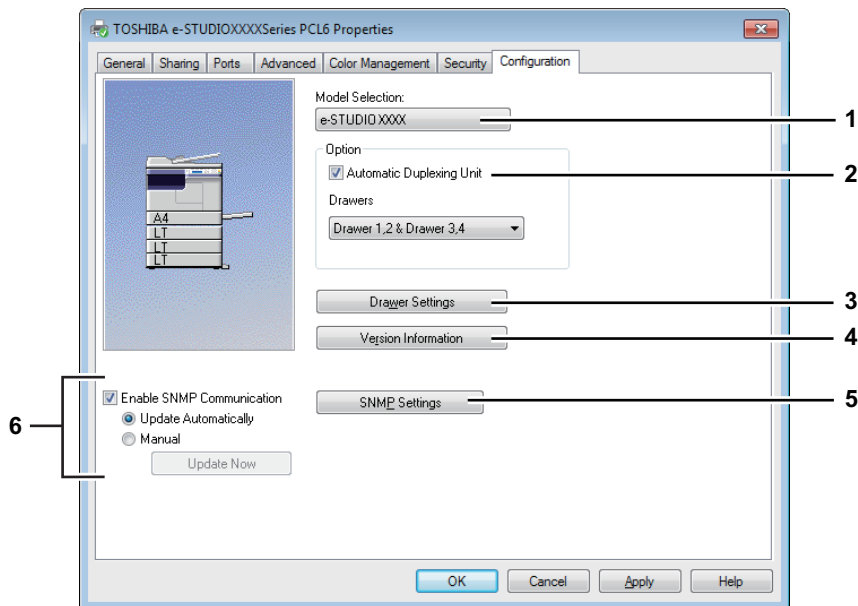 TOSHIBA e-STUDIOXXXXSeries PCL6 Properties
General Sharing Ports Advanced Color Management Security Configuration
Model Selection:
e-STUDIO XXXX
1
Option
Automatic Duplexing Unit
2
Drawers
Drawer 1,2 & Drawer 3,4
A4
LT
LT
LT
Drawer Settings
3
Version Information
4
6
Enable SNMP Communication
Update Automatically
Manual
Update Now
SNMP Settings
5
OK Cancel Apply Help